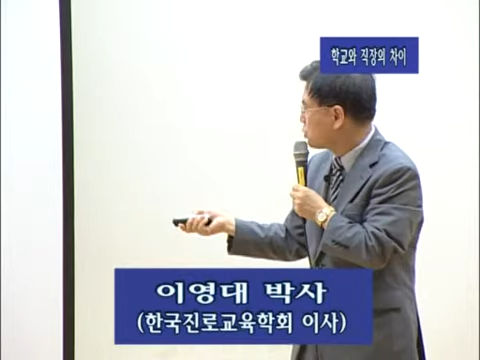 학교와 직장의 차이
이영대 박사
(한국진로교육학회 이사)